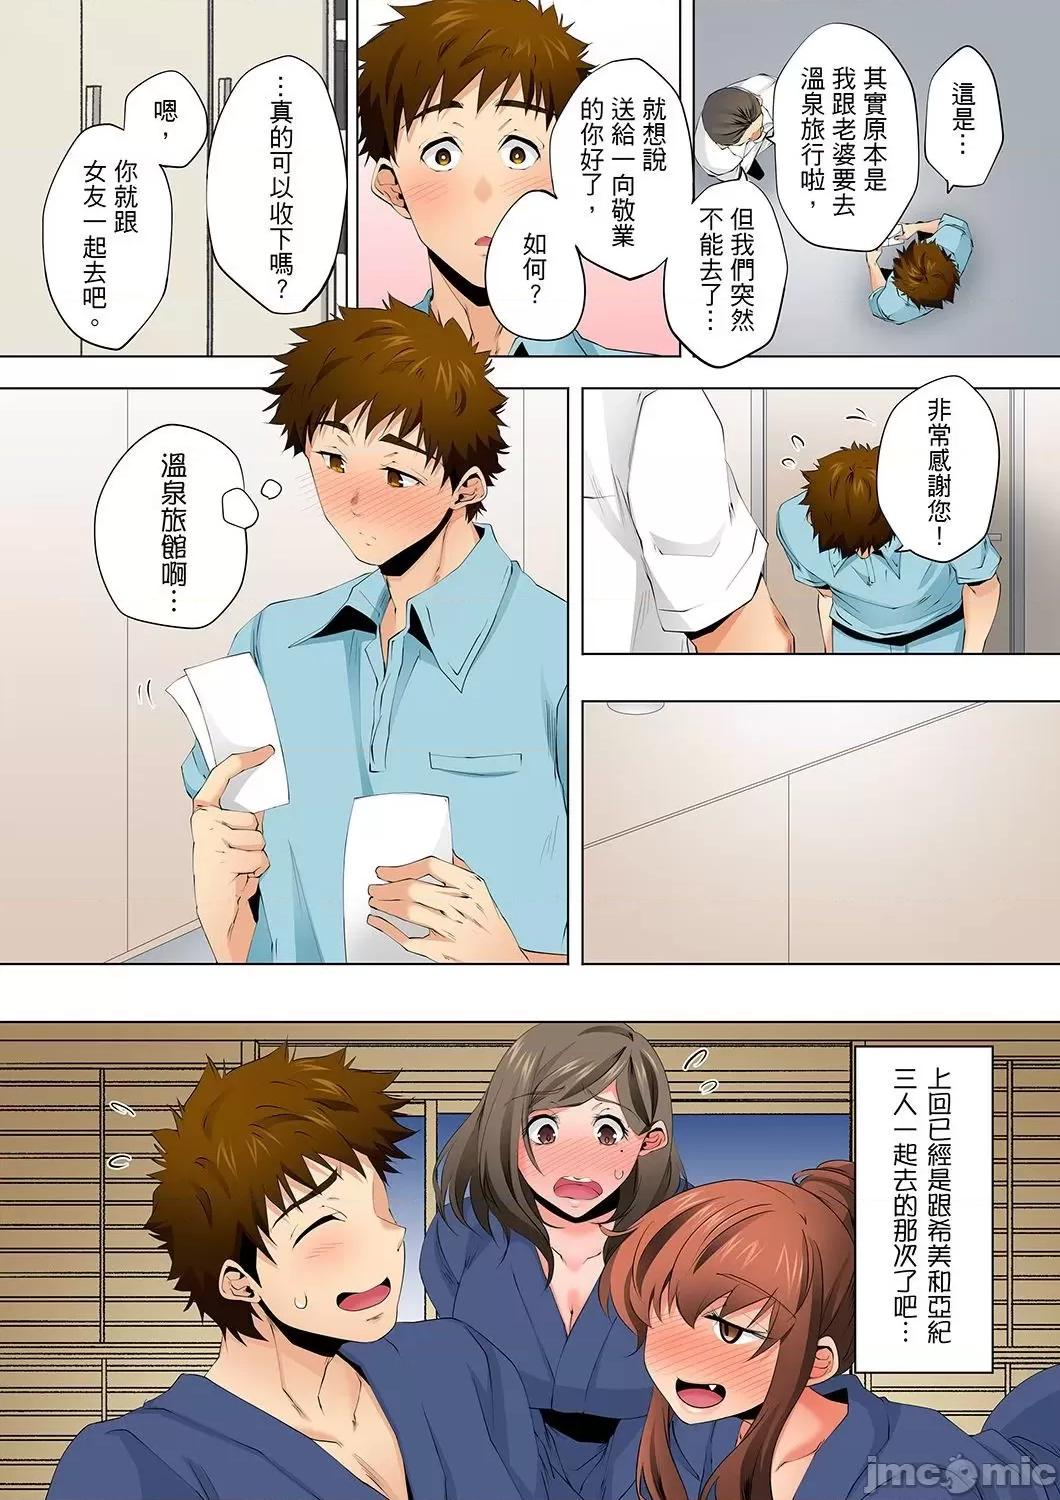 這是…
其實原本是
我跟老婆要去
溫泉旅行啦，
但我們突然
不能去了…
就想說
送給一向敬業
的你好了，
如何？
…真的可以收下嗎？
嗯，
你就跟
女友一起去吧。
非常感謝您！
溫泉旅館啊…
上回已經是跟希美和亞紀
三人一起去的那次了吧…
jmcomic